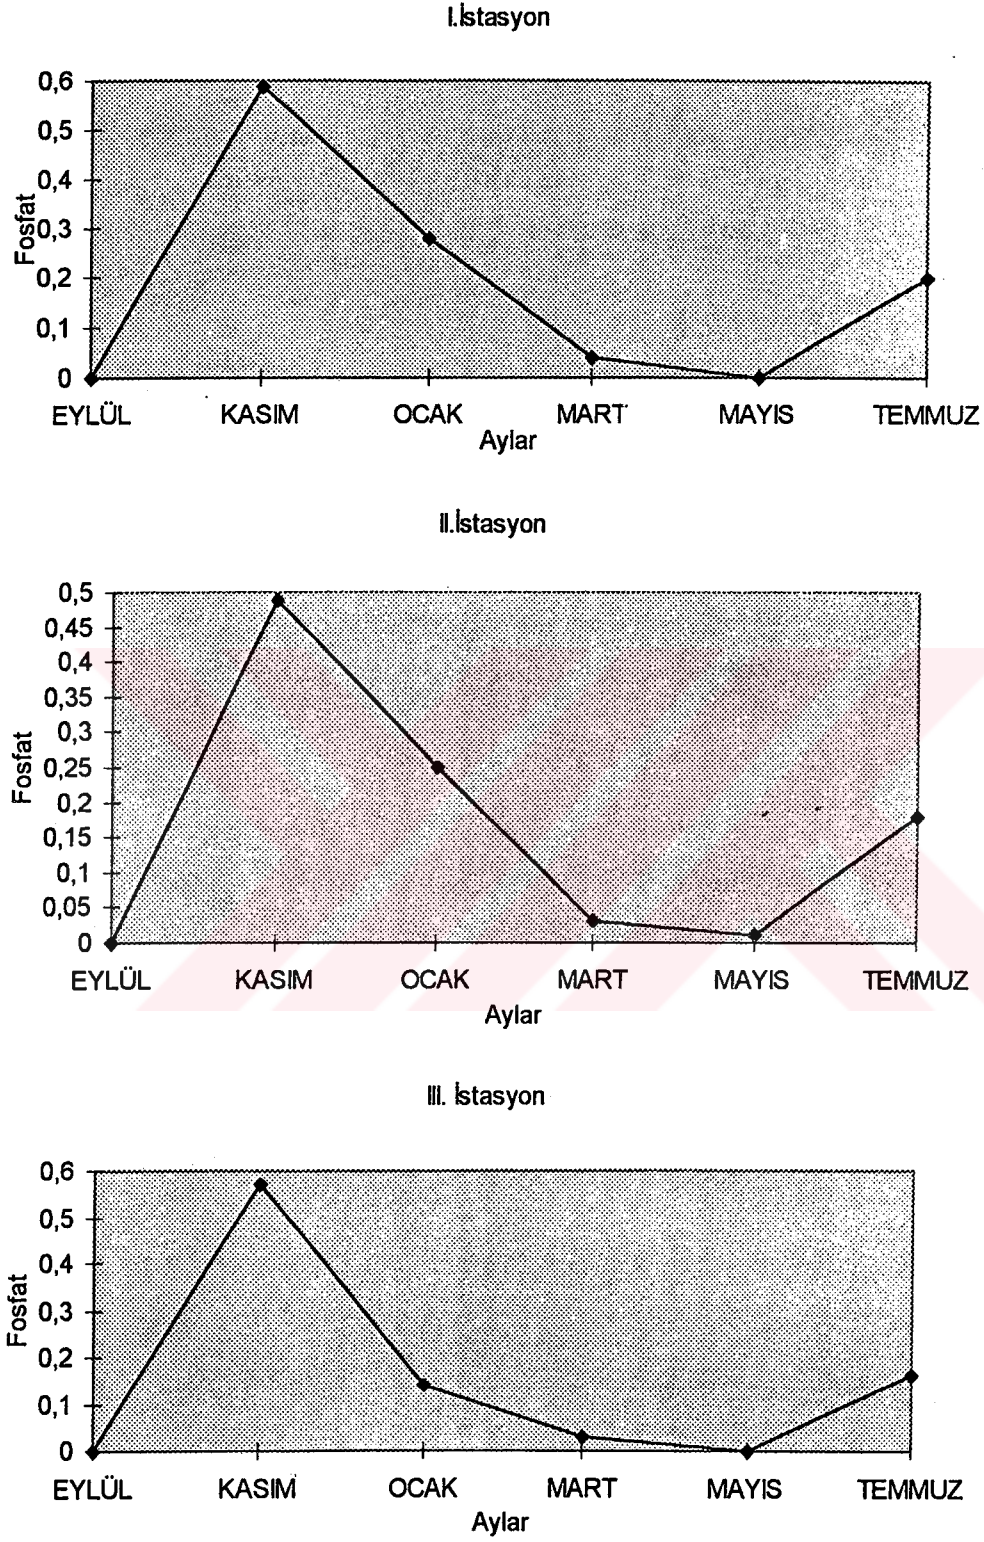 I.İstasyon
0,6
0,5
0,4
0,3
0,2
0,1
0
Fosfat
EYLÜL KASIM OCAK MART MAYIS TEMMUZ
Aylar
II.İstasyon
0,5
0,45
0,4
0,35
0,3
0,25
0,2
0,15
0,1
0,05
0
Fosfat
EYLÜL KASIM OCAK MART MAYIS TEMMUZ
Aylar
III. İstasyon
0,6
0,5
0,4
0,3
0,2
0,1
0
Fosfat
EYLÜL KASIM OCAK MART MAYIS TEMMUZ
Aylar